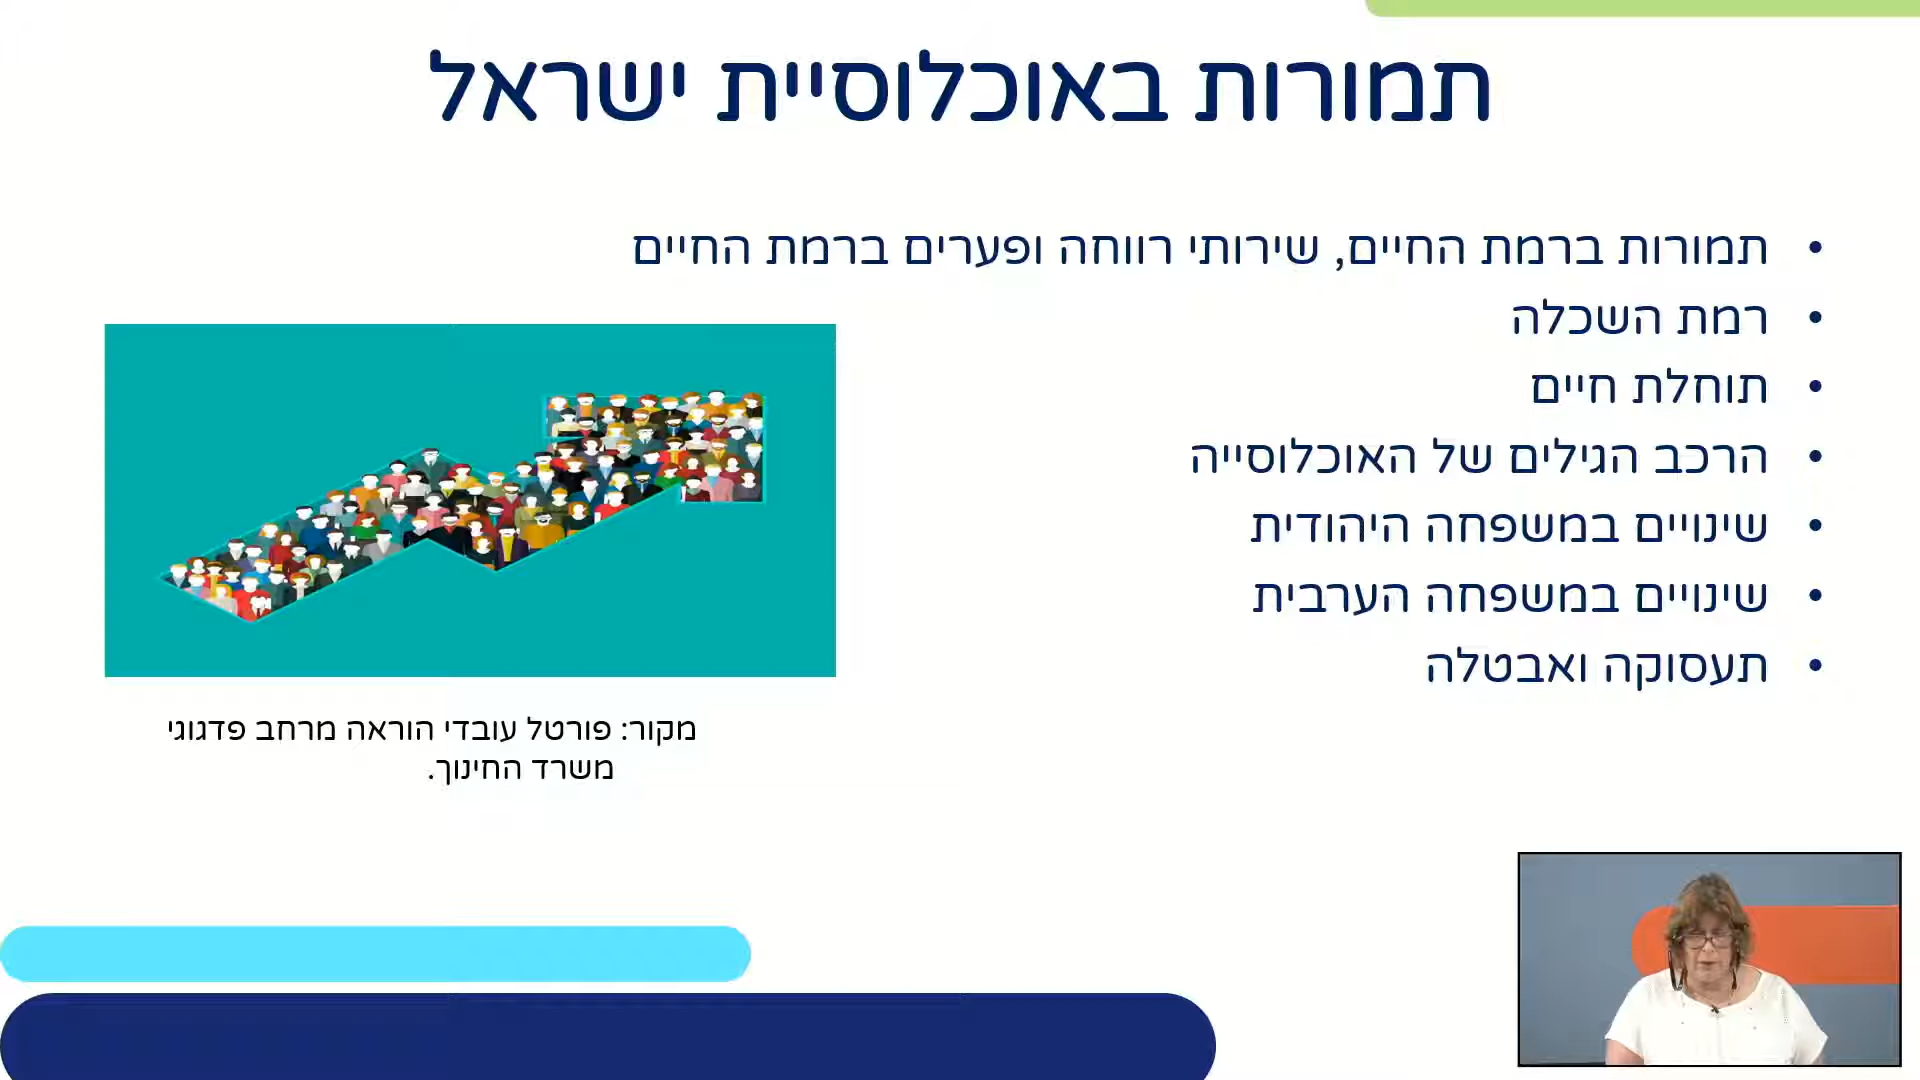 תמורות באוכלוסיית ישראל
• תמורות ברמת החיים, שירותי רווחה ופערים ברמת החיים
• רמת השכלה
• תוחלת חיים
• הרכב הגילים של האוכלוסייה
• שינויים במשפחה היהודית
• שינויים במשפחה הערבית
• תעסוקה ואבטלה
מקור: פורטל עובדי הוראה מרחב פדגוגי
משרד החינוך.